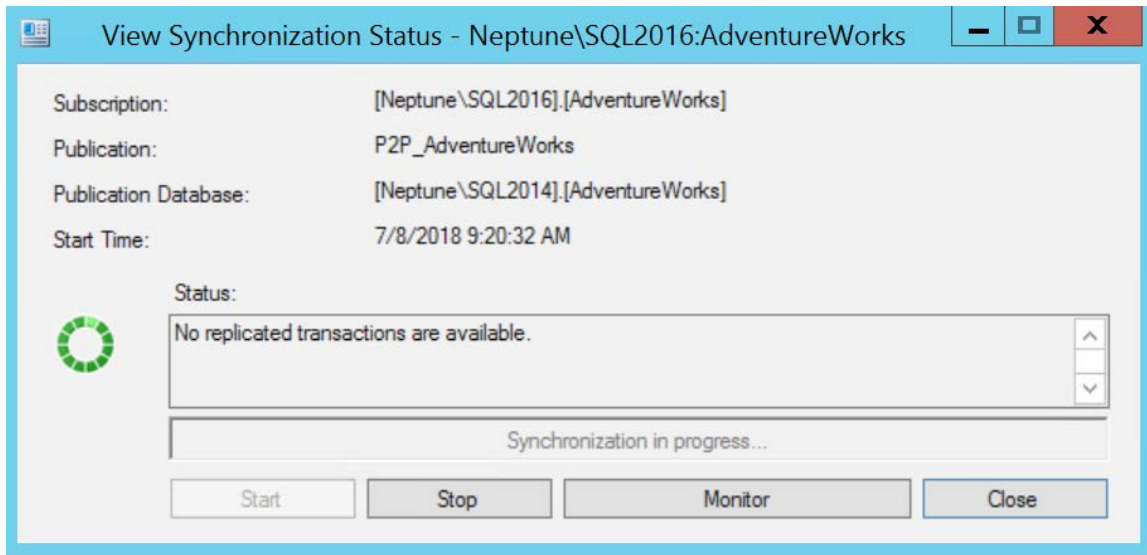 View Synchronization Status - Neptune\SQL2016:AdventureWorks
Subscription: [Neptune\SQL2016].[AdventureWorks]
Publication: P2P_AdventureWorks
Publication Database: [Neptune\SQL2014].[AdventureWorks]
Start Time: 7/8/2018 9:20:32 AM
Status:
No replicated transactions are available.
Synchronization in progress...
Start Stop Monitor Close